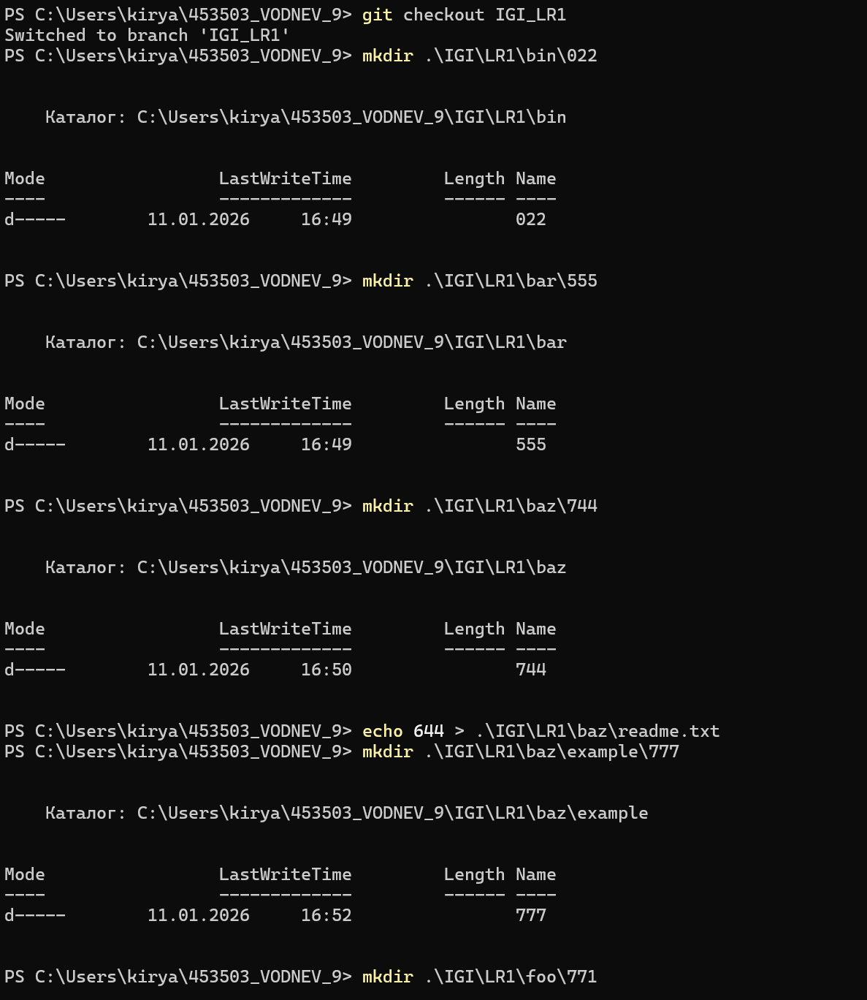 PS C:\Users\kirya\453503_VODNEV_9> git checkout IGI_LR1
Switched to branch 'IGI_LR1'
PS C:\Users\kirya\453503_VODNEV_9> mkdir .\IGI\LR1\bin\022
Каталог: C:\Users\kirya\453503_VODNEV_9\IGI\LR1\bin
Mode                 LastWriteTime         Length Name
----                 -------------         ------ ----
d-----        11.01.2026     16:49                022
PS C:\Users\kirya\453503_VODNEV_9> mkdir .\IGI\LR1\bar\555
Каталог: C:\Users\kirya\453503_VODNEV_9\IGI\LR1\bar
Mode                 LastWriteTime         Length Name
----                 -------------         ------ ----
d-----        11.01.2026     16:49                555
PS C:\Users\kirya\453503_VODNEV_9> mkdir .\IGI\LR1\baz\744
Каталог: C:\Users\kirya\453503_VODNEV_9\IGI\LR1\baz
Mode                 LastWriteTime         Length Name
----                 -------------         ------ ----
d-----        11.01.2026     16:50                744
PS C:\Users\kirya\453503_VODNEV_9> echo 644 > .\IGI\LR1\baz\readme.txt
PS C:\Users\kirya\453503_VODNEV_9> mkdir .\IGI\LR1\baz\example\777
Каталог: C:\Users\kirya\453503_VODNEV_9\IGI\LR1\baz\example
Mode                 LastWriteTime         Length Name
----                 -------------         ------ ----
d-----        11.01.2026     16:52                777
PS C:\Users\kirya\453503_VODNEV_9> mkdir .\IGI\LR1\foo\771